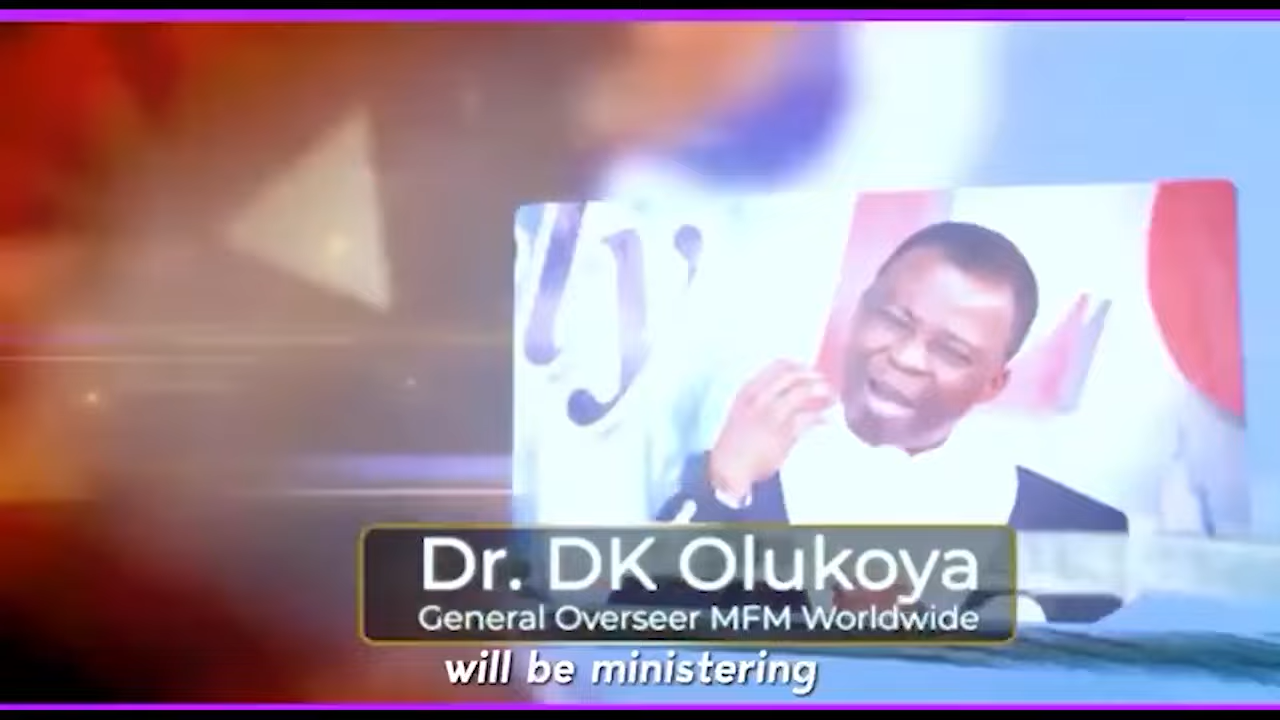 Dr. DK Olukoya
General Overseer MFM Worldwide
will be ministering